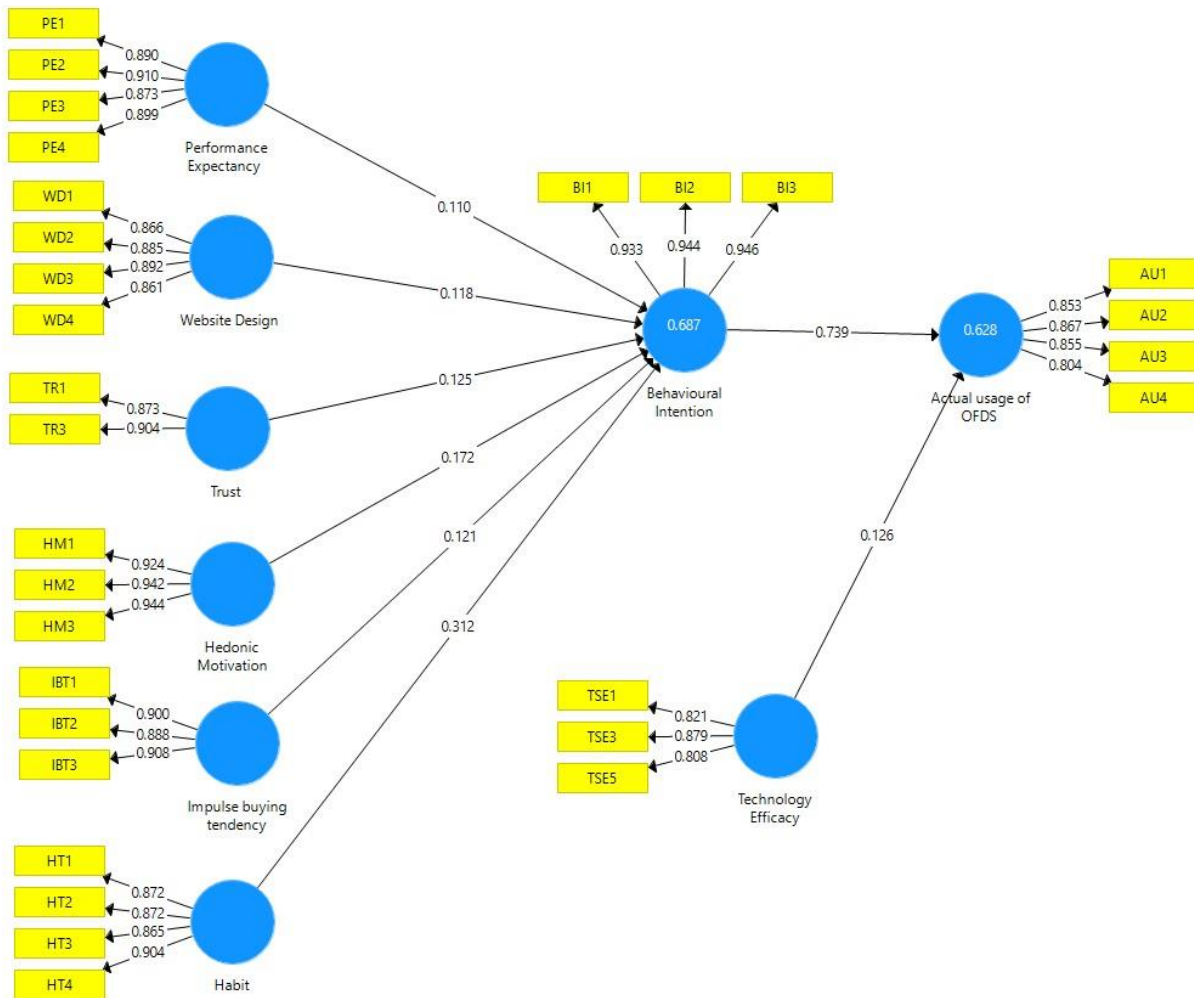 PE1
PE2
PE3
PE4
0.890
0.910
0.873
0.899
Performance
Expectancy
WD1
WD2
WD3
WD4
0.866
0.885
0.892
0.861
Website Design
TR1
TR3
0.873
0.904
Trust
HM1
HM2
HM3
0.924
0.942
0.944
Hedonic
Motivation
IBT1
IBT2
IBT3
0.900
0.888
0.908
Impulse buying
tendency
HT1
HT2
HT3
HT4
0.872
0.872
0.865
0.904
Habit
0.110
0.118
0.125
0.172
0.121
0.312
BI1
BI2
BI3
0.933
0.944
0.946
0.687
Behavioural
Intention
0.739
0.628
Actual usage of
OFDS
0.853
0.867
0.855
0.804
AU1
AU2
AU3
AU4
0.126
TSE1
TSE3
TSE5
0.821
0.879
0.808
Technology
Efficacy